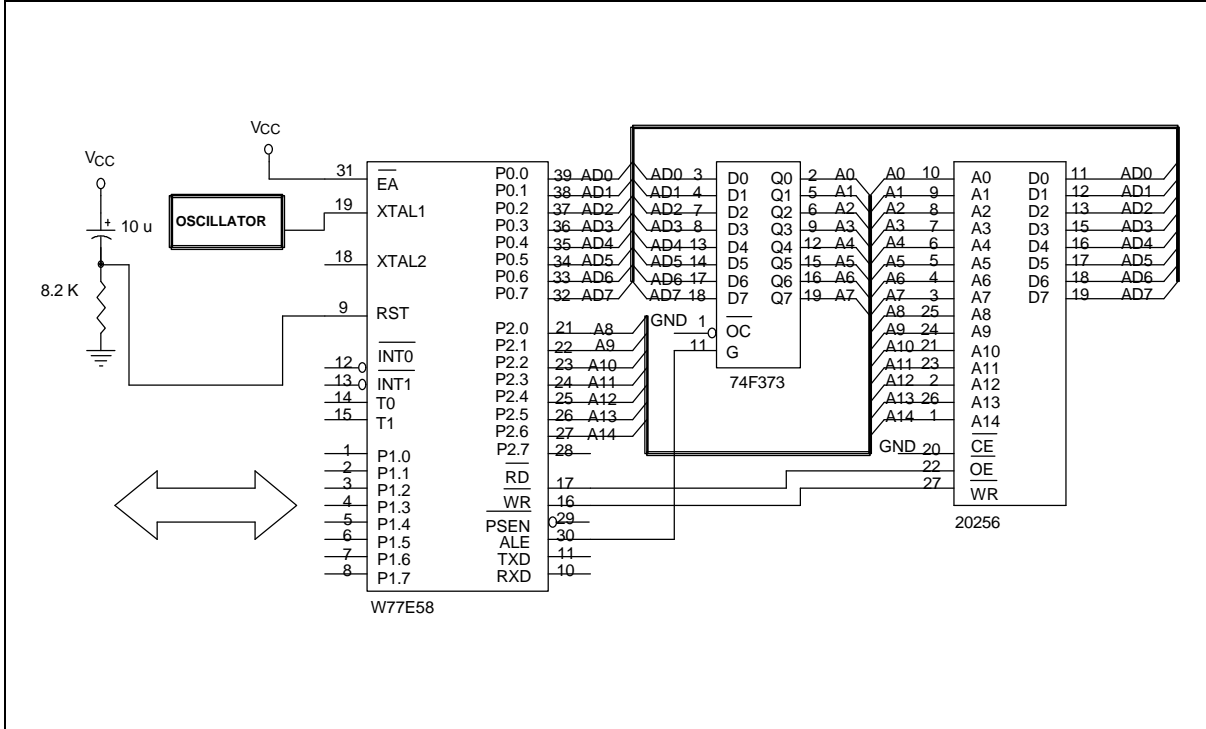 VCC
VCC
10 u
8.2 K
OSCILLATOR
31 EA P0.0 39 AD0
19 XTAL1 P0.1 38 AD1
P0.2 37 AD2
P0.3 36 AD3
P0.4 35 AD4
18 XTAL2 P0.5 34 AD5
P0.6 33 AD6
P0.7 32 AD7
9 RST
P2.0 21 A8
P2.1 22 A9
12 INT0 P2.2 23 A10
13 INT1 P2.3 24 A11
14 T0 P2.4 25 A12
15 T1 P2.5 26 A13
P2.6 27 A14
1 P1.0 P2.7 28
2 P1.1 RD 17
3 P1.2 WR 16
4 P1.3 PSEN 29
5 P1.4 ALE 30
6 P1.5 TXD 11
7 P1.6 RXD 10
8 P1.7
W77E58
AD0 3 D0 Q0 2 A0
AD1 4 D1 Q1 5 A1
AD2 7 D2 Q2 6 A2
AD3 8 D3 Q3 9 A3
AD4 13 D4 Q4 12 A4
AD5 14 D5 Q5 15 A5
AD6 17 D6 Q6 16 A6
AD7 18 D7 Q7 19 A7
GND 1 OC
11 G
74F373
A0 10 A0 D0 11 AD0
A1 9 A1 D1 12 AD1
A2 8 A2 D2 13 AD2
A3 7 A3 D3 15 AD3
A4 6 A4 D4 16 AD4
A5 5 A5 D5 17 AD5
A6 4 A6 D6 18 AD6
A7 3 A7 D7 19 AD7
A8 25 A8
A9 24 A9
A10 21 A10
A11 23 A11
A12 2 A12
A13 26 A13
A14 1 A14
GND 20 CE
22 OE
27 WR
20256